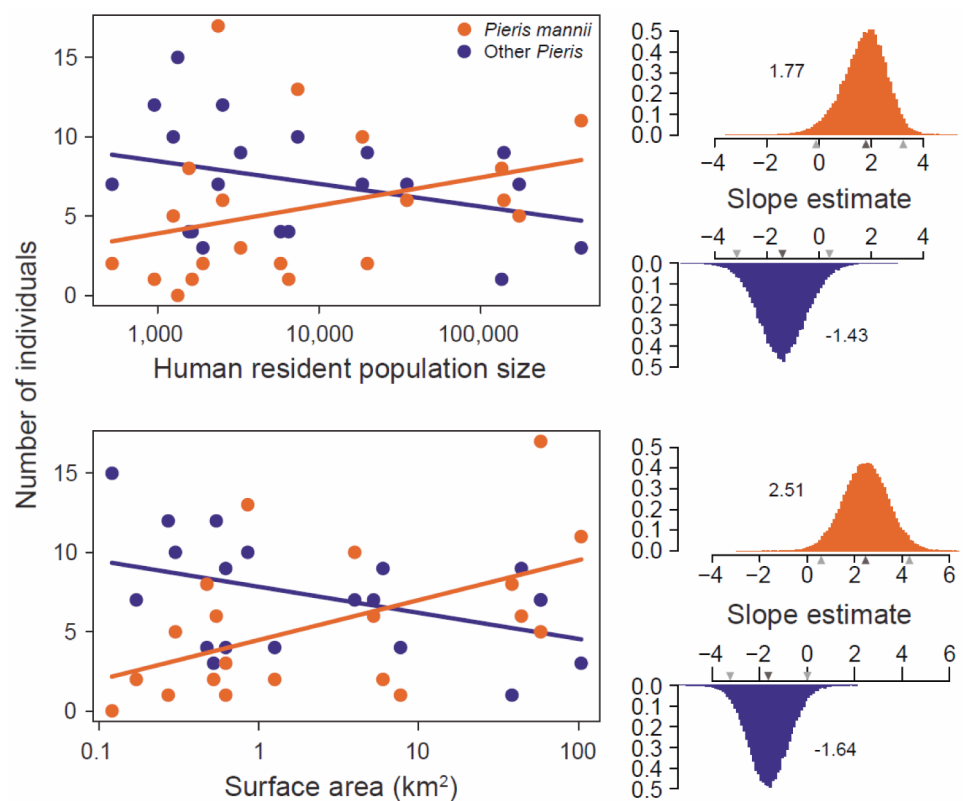 Number of individuals
Pieris mannii
Other Pieris
15
10
5
0
1,000 10,000 100,000
Human resident population size
0.5
0.4
0.3
0.2
0.1
0.0
1.77
−4 −2 0 2 4
Slope estimate
−4 −2 0 2 4
0.0
0.1
0.2
0.3
0.4
0.5
-1.43
15
10
5
0
0.1 1 10 100
Surface area (km²)
0.5
0.4
0.3
0.2
0.1
0.0
2.51
−4 −2 0 2 4 6
Slope estimate
−4 −2 0 2 4 6
0.0
0.1
0.2
0.3
0.4
0.5
-1.64